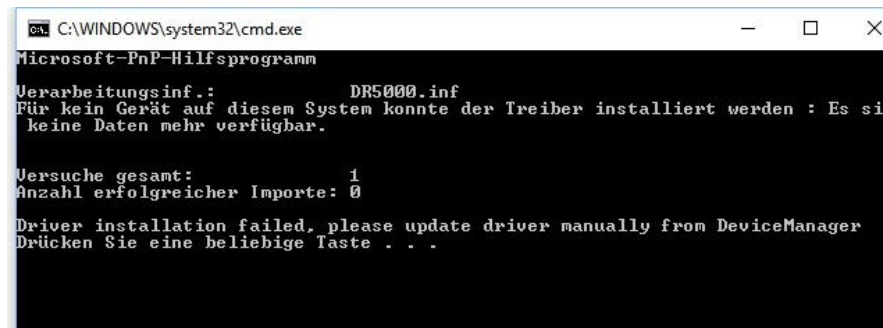 C:\WINDOWS\system32\cmd.exe
Microsoft-PnP-Hilfsprogramm
Verarbeitungsinf.: DR5000.inf
Für kein Gerät auf diesem System konnte der Treiber installiert werden : Es si
keine Daten mehr verfügbar.
Versuche gesamt: 1
Anzahl erfolgreicher Importe: 0
Driver installation failed, please update driver manually from DeviceManager
Drücken Sie eine beliebige Taste . . .